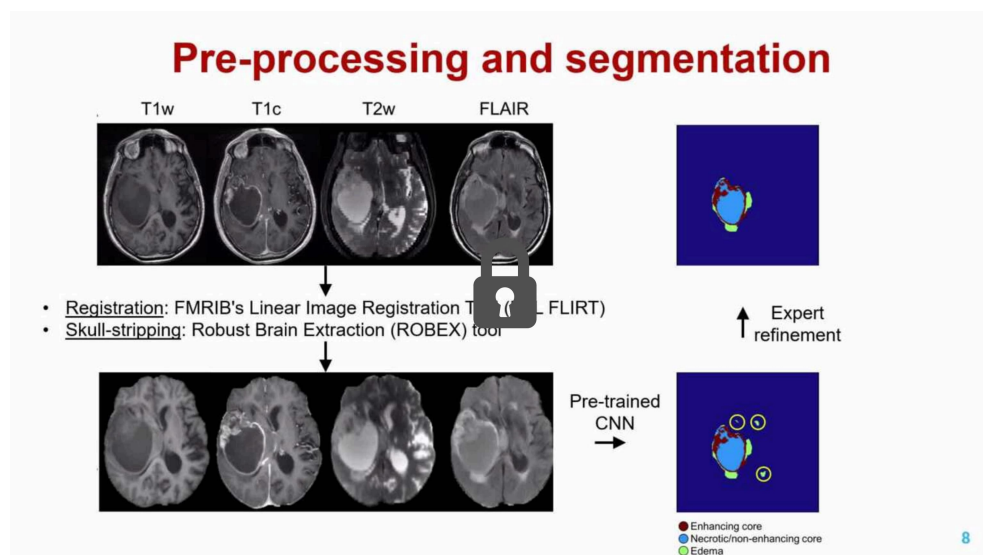 Pre-processing and segmentation
T1w T1c T2w FLAIR
• Registration: FMRIB's Linear Image Registration FLIRT)
• Skull-stripping: Robust Brain Extraction (ROBEX) tool
Expert
refinement
Pre-trained
CNN
Enhancing core
Necrotic/non-enhancing core
Edema
8